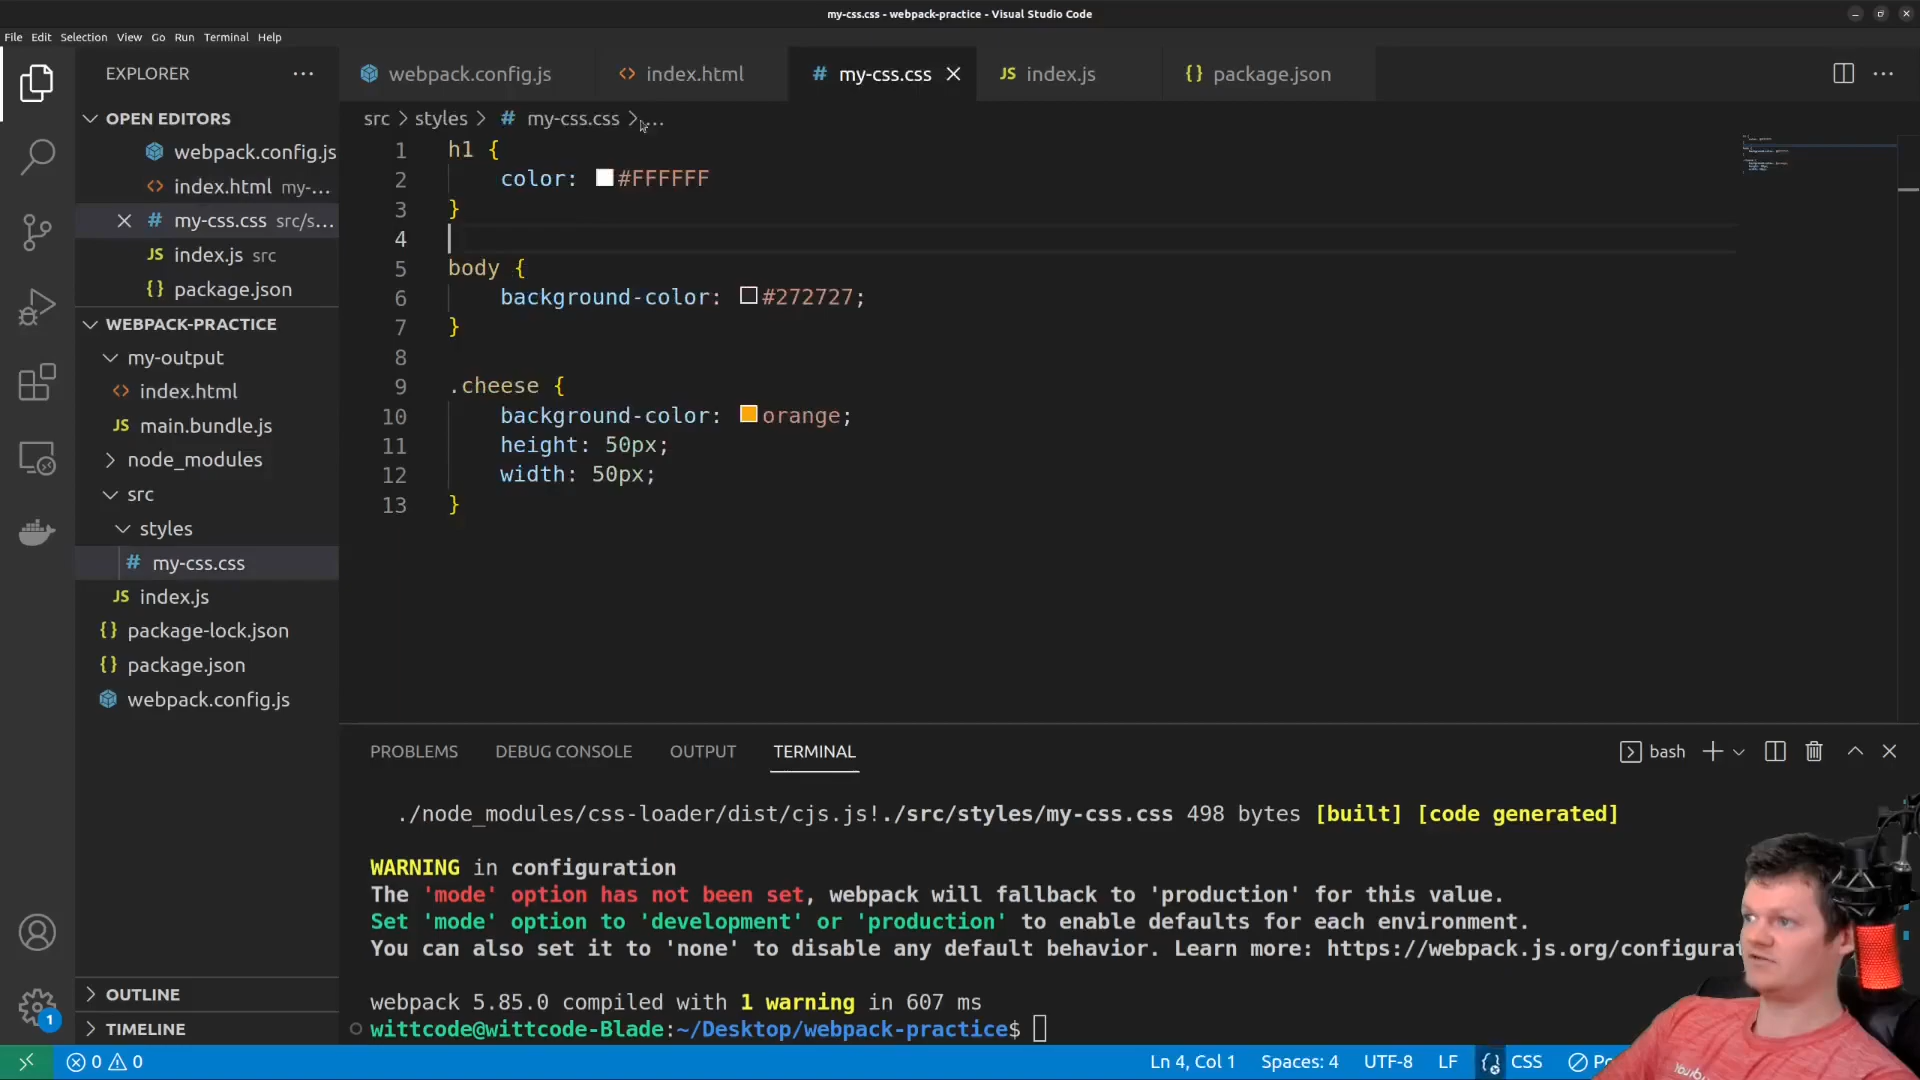 my-css.css - webpack-practice - Visual Studio Code
File Edit Selection View Go Run Terminal Help
EXPLORER
webpack.config.js index.html my-css.css JS index.js {} package.json
OPEN EDITORS
webpack.config.js
index.html my-...
# my-css.css src/s...
JS index.js src
{} package.json
WEBPACK-PRACTICE
my-output
<> index.html
JS main.bundle.js
node_modules
src
styles
# my-css.css
JS index.js
{} package-lock.json
{} package.json
webpack.config.js
OUTLINE
TIMELINE
1
src > styles > # my-css.css > ...
1 h1 {
2 color: #FFFFFF
3 }
4
5 body {
6 background-color: #272727;
7 }
8
9 .cheese {
10 background-color: orange;
11 height: 50px;
12 width: 50px;
13 }
PROBLEMS DEBUG CONSOLE OUTPUT TERMINAL bash
./node_modules/css-loader/dist/cjs.js!./src/styles/my-css.css 498 bytes [built] [code generated]
WARNING in configuration
The 'mode' option has not been set, webpack will fallback to 'production' for this value.
Set 'mode' option to 'development' or 'production' to enable defaults for each environment.
You can also set it to 'none' to disable any default behavior. Learn more: https://webpack.js.org/configurat
webpack 5.85.0 compiled with 1 warning in 607 ms
wittcode@wittcode-Blade:~/Desktop/webpack-practice$
0 0 Ln 4, Col 1 Spaces: 4 UTF-8 LF CSS